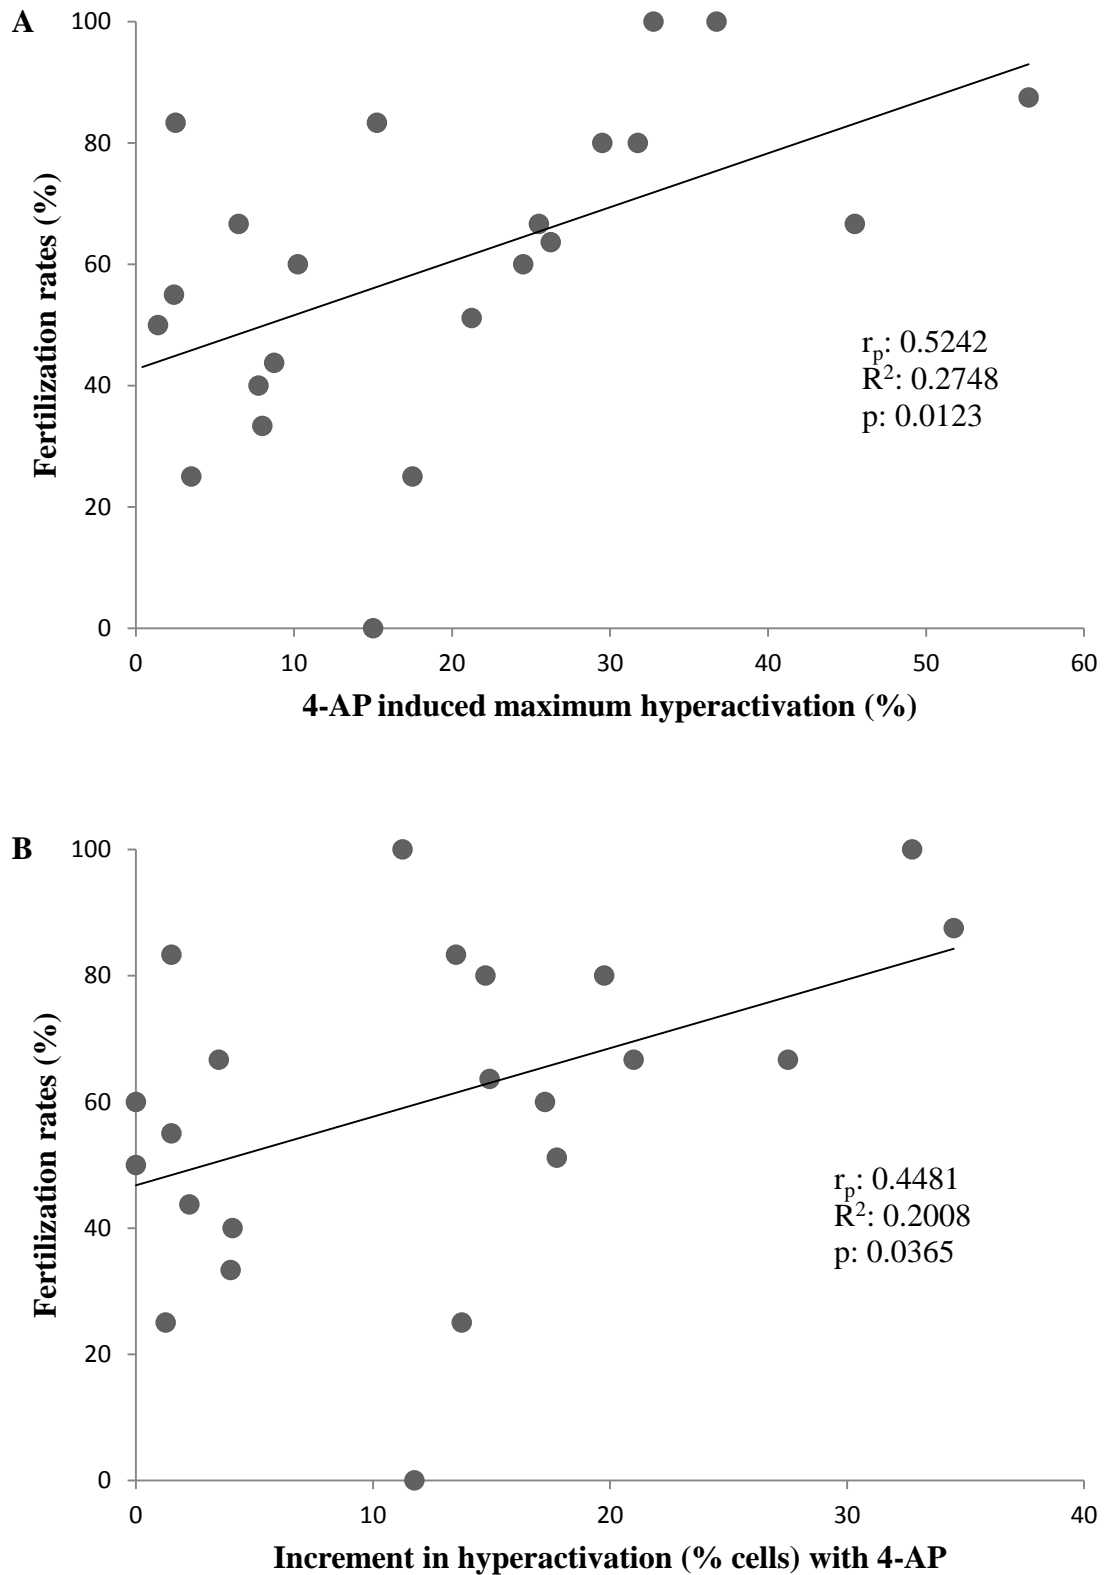 A
100
80
60
40
20
0
Fertilization rates (%)
r_p: 0.5242
R²: 0.2748
p: 0.0123
0 10 20 30 40 50 60
4-AP induced maximum hyperactivation (%)
B
100
80
60
40
20
0
Fertilization rates (%)
r_p: 0.4481
R²: 0.2008
p: 0.0365
0 10 20 30 40
Increment in hyperactivation (% cells) with 4-AP